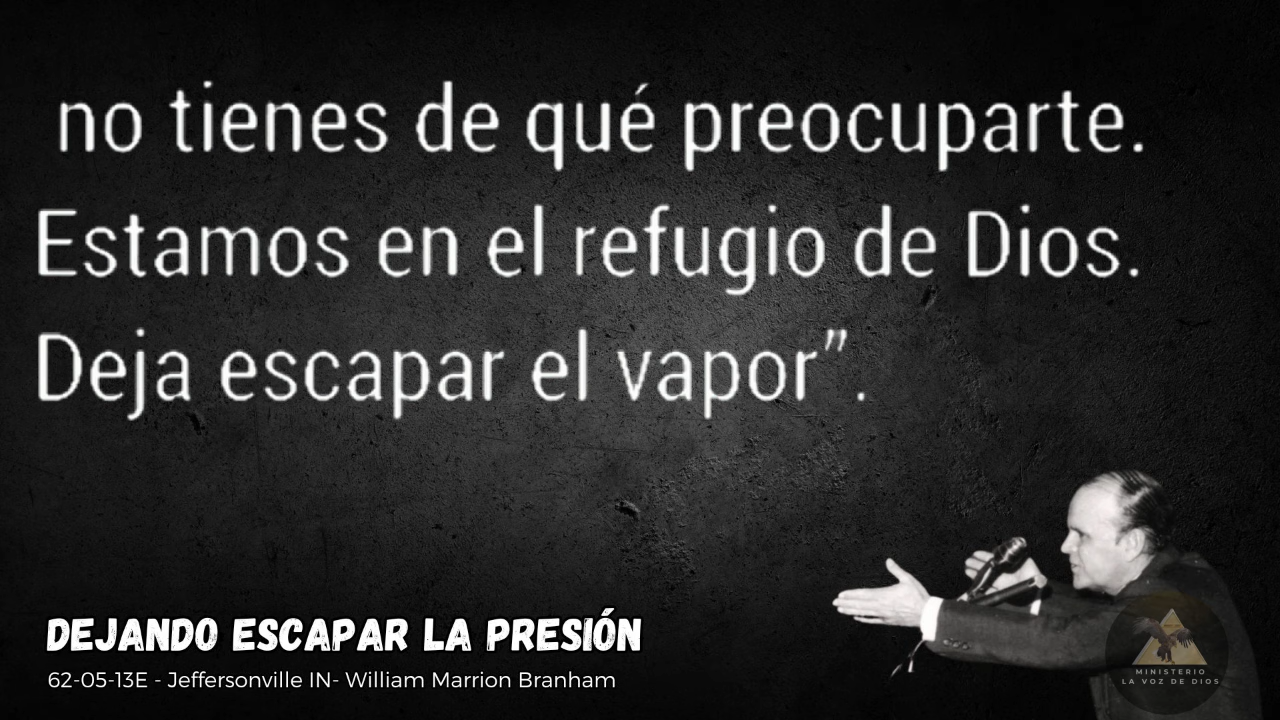 no tienes de qué preocuparte.
Estamos en el refugio de Dios.
Deja escapar el vapor”.
DEJANDO ESCAPAR LA PRESIÓN
62-05-13E - Jeffersonville IN- William Marrion Branham
MINISTERIO
LA VOZ DE DIOS